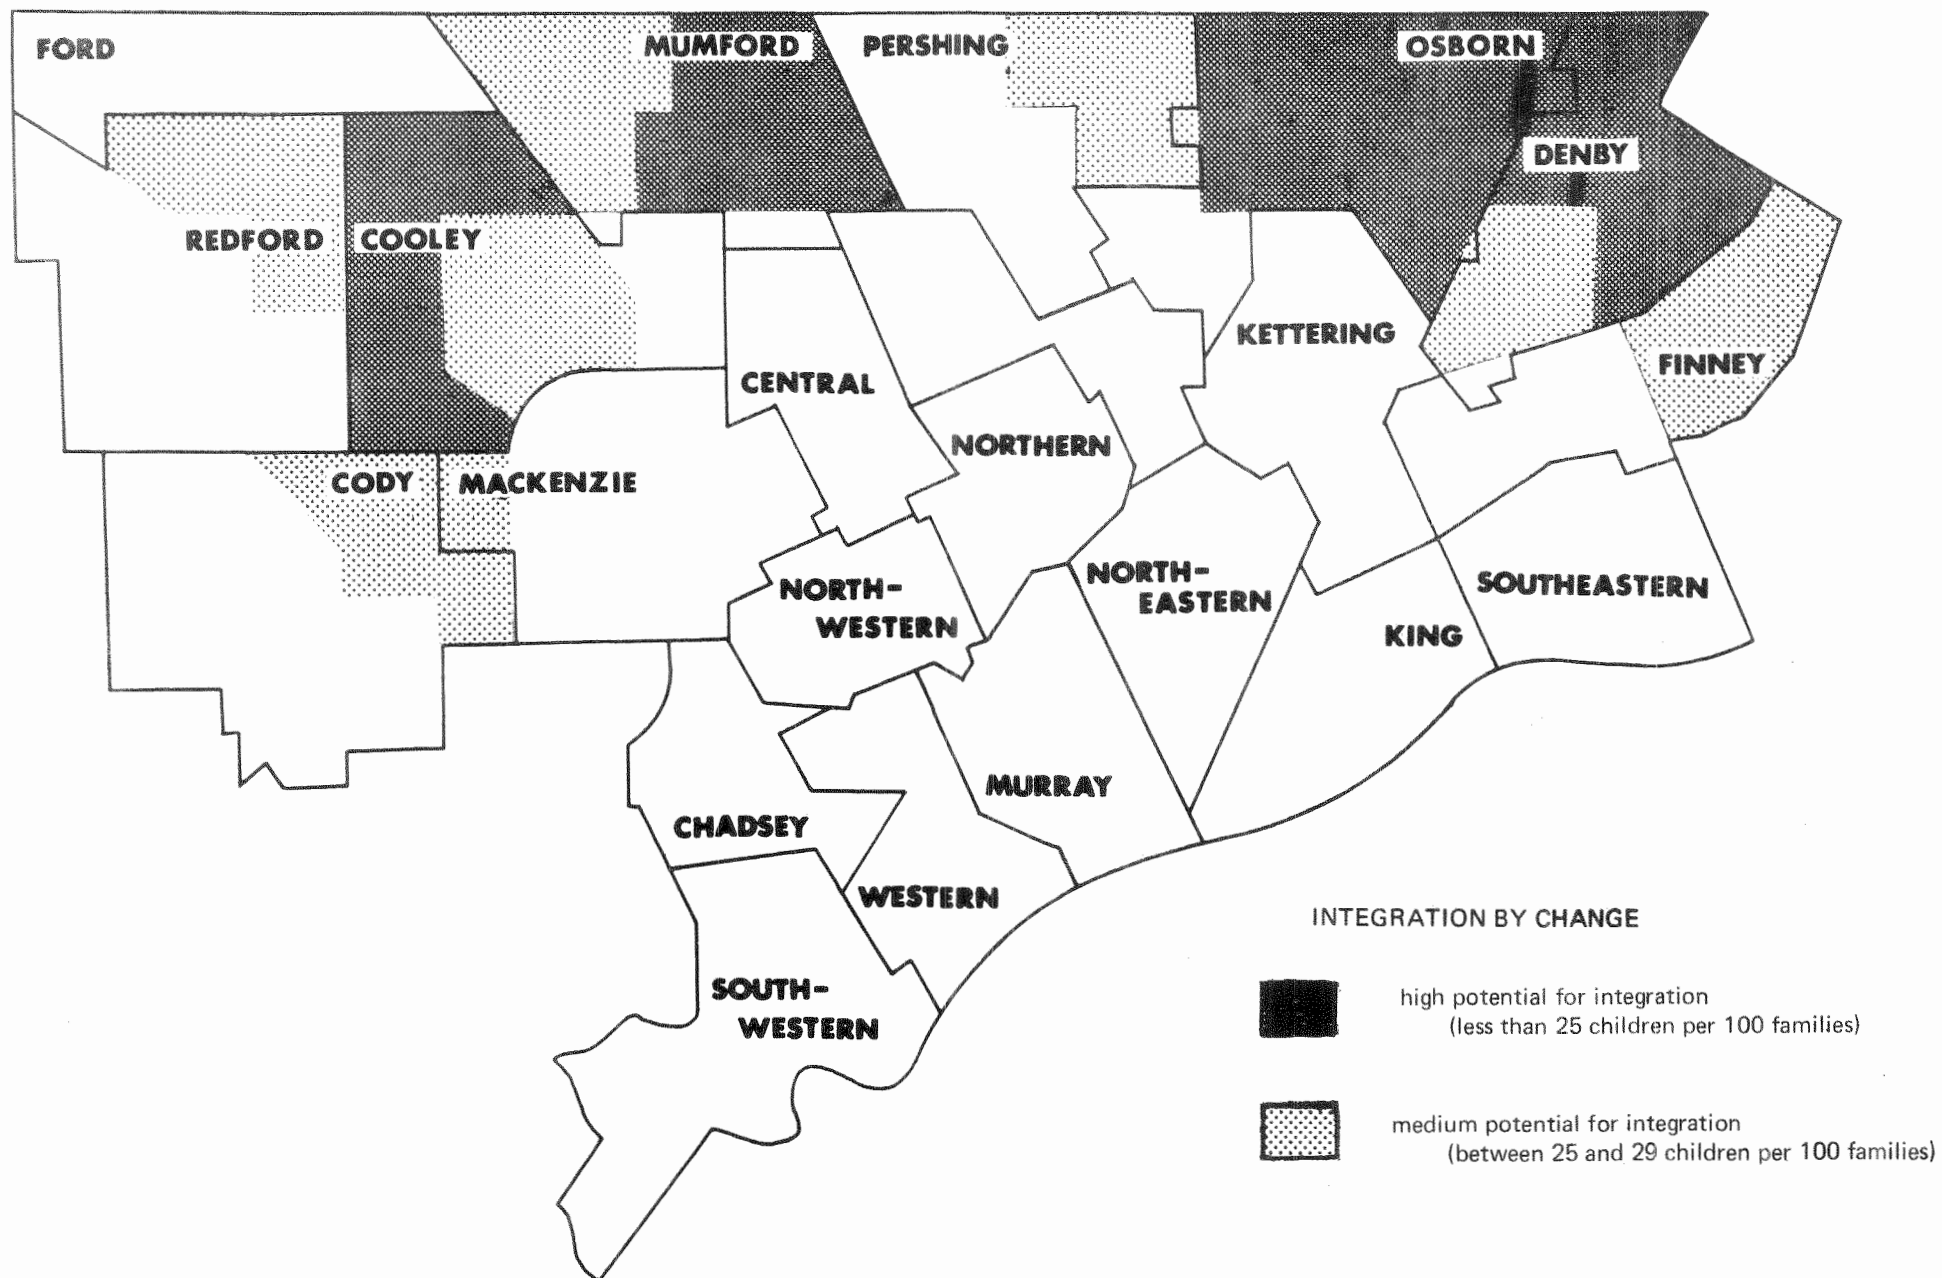 FORD
MUMFORD
PERSHING
OSBORN
DENBY
REDFORD
COOLEY
KETTERING
FINNEY
CENTRAL
NORTHERN
CODY
MACKENZIE
NORTH-
WESTERN
NORTH-
EASTERN
SOUTHEASTERN
KING
MURRAY
CHADSEY
WESTERN
SOUTH-
WESTERN
INTEGRATION BY CHANGE
high potential for integration
(less than 25 children per 100 families)
medium potential for integration
(between 25 and 29 children per 100 families)